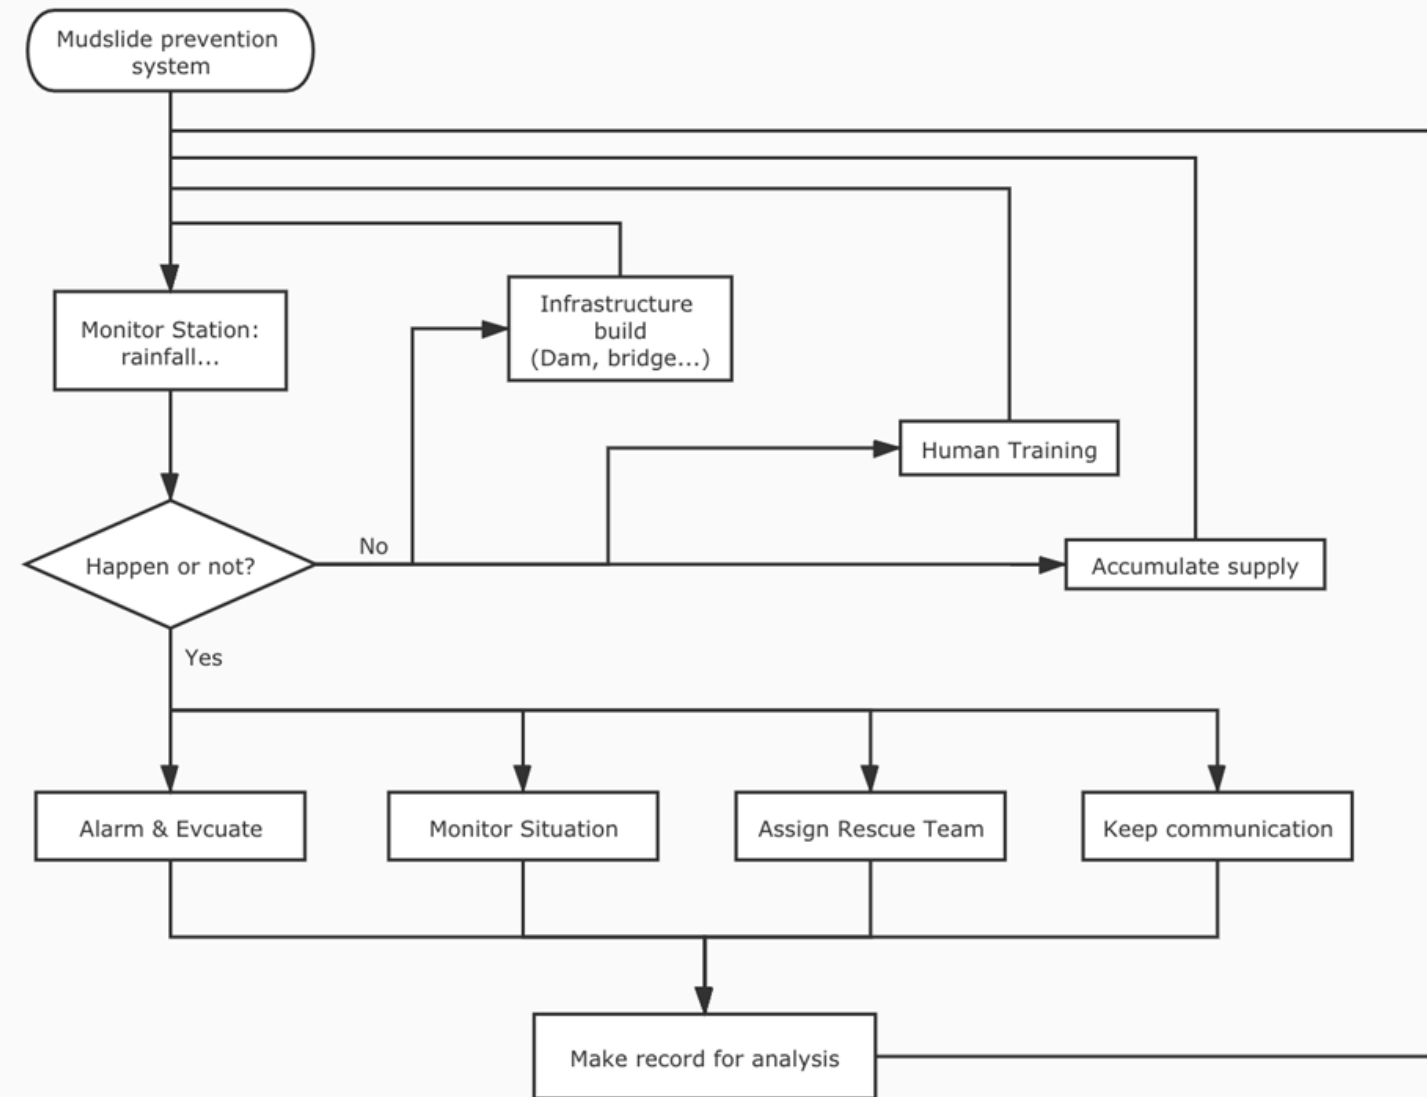 Mudslide prevention
system
Monitor Station:
rainfall...
Infrastructure
build
(Dam, bridge...)
Human Training
Happen or not?
No
Accumulate supply
Yes
Alarm & Evcuate
Monitor Situation
Assign Rescue Team
Keep communication
Make record for analysis